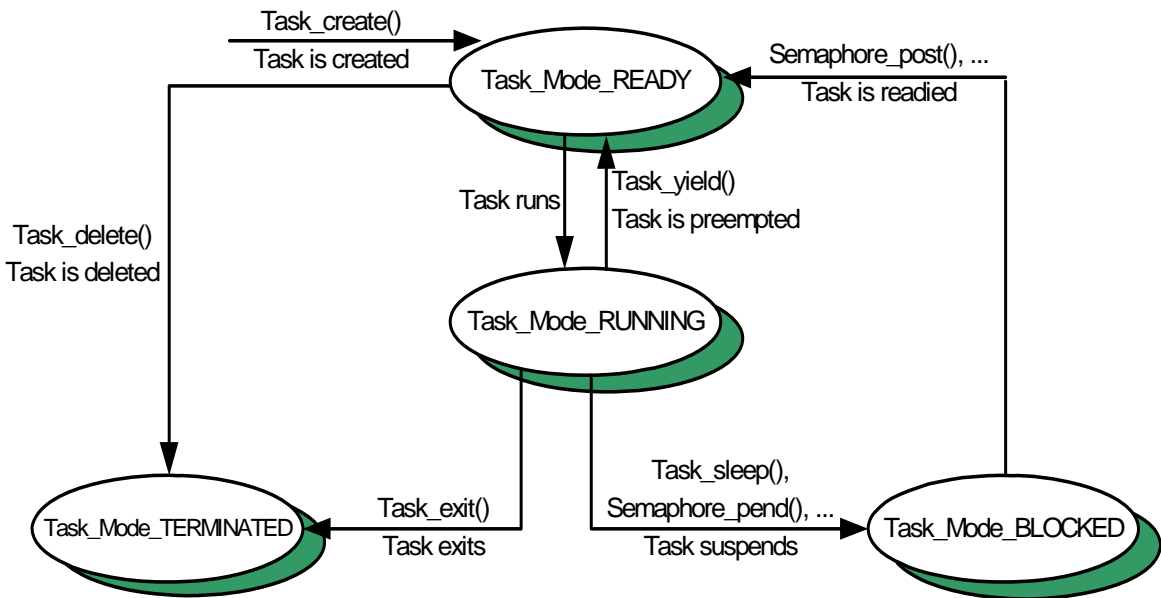 Task_create()
Task is created
Task_Mode_READY
Semaphore_post(), ...
Task is readied
Task runs
Task_yield()
Task is preempted
Task_delete()
Task is deleted
Task_Mode_RUNNING
Task_sleep(),
Semaphore_pend(), ...
Task suspends
Task_exit()
Task exits
Task_Mode_TERMINATED
Task_Mode_BLOCKED